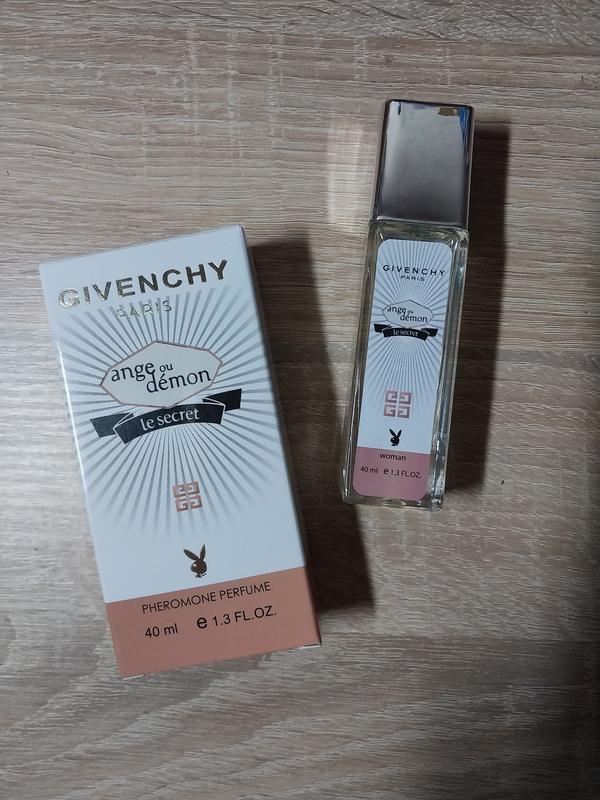 GIVENCHY
PARIS
ange ou
démon
le secret
PHEROMONE PERFUME
40 ml e 1.3 FL.OZ.
GIVENCHY
PARIS
ange ou
démon
le secret
woman
40 ml e 1.3 FL.OZ.